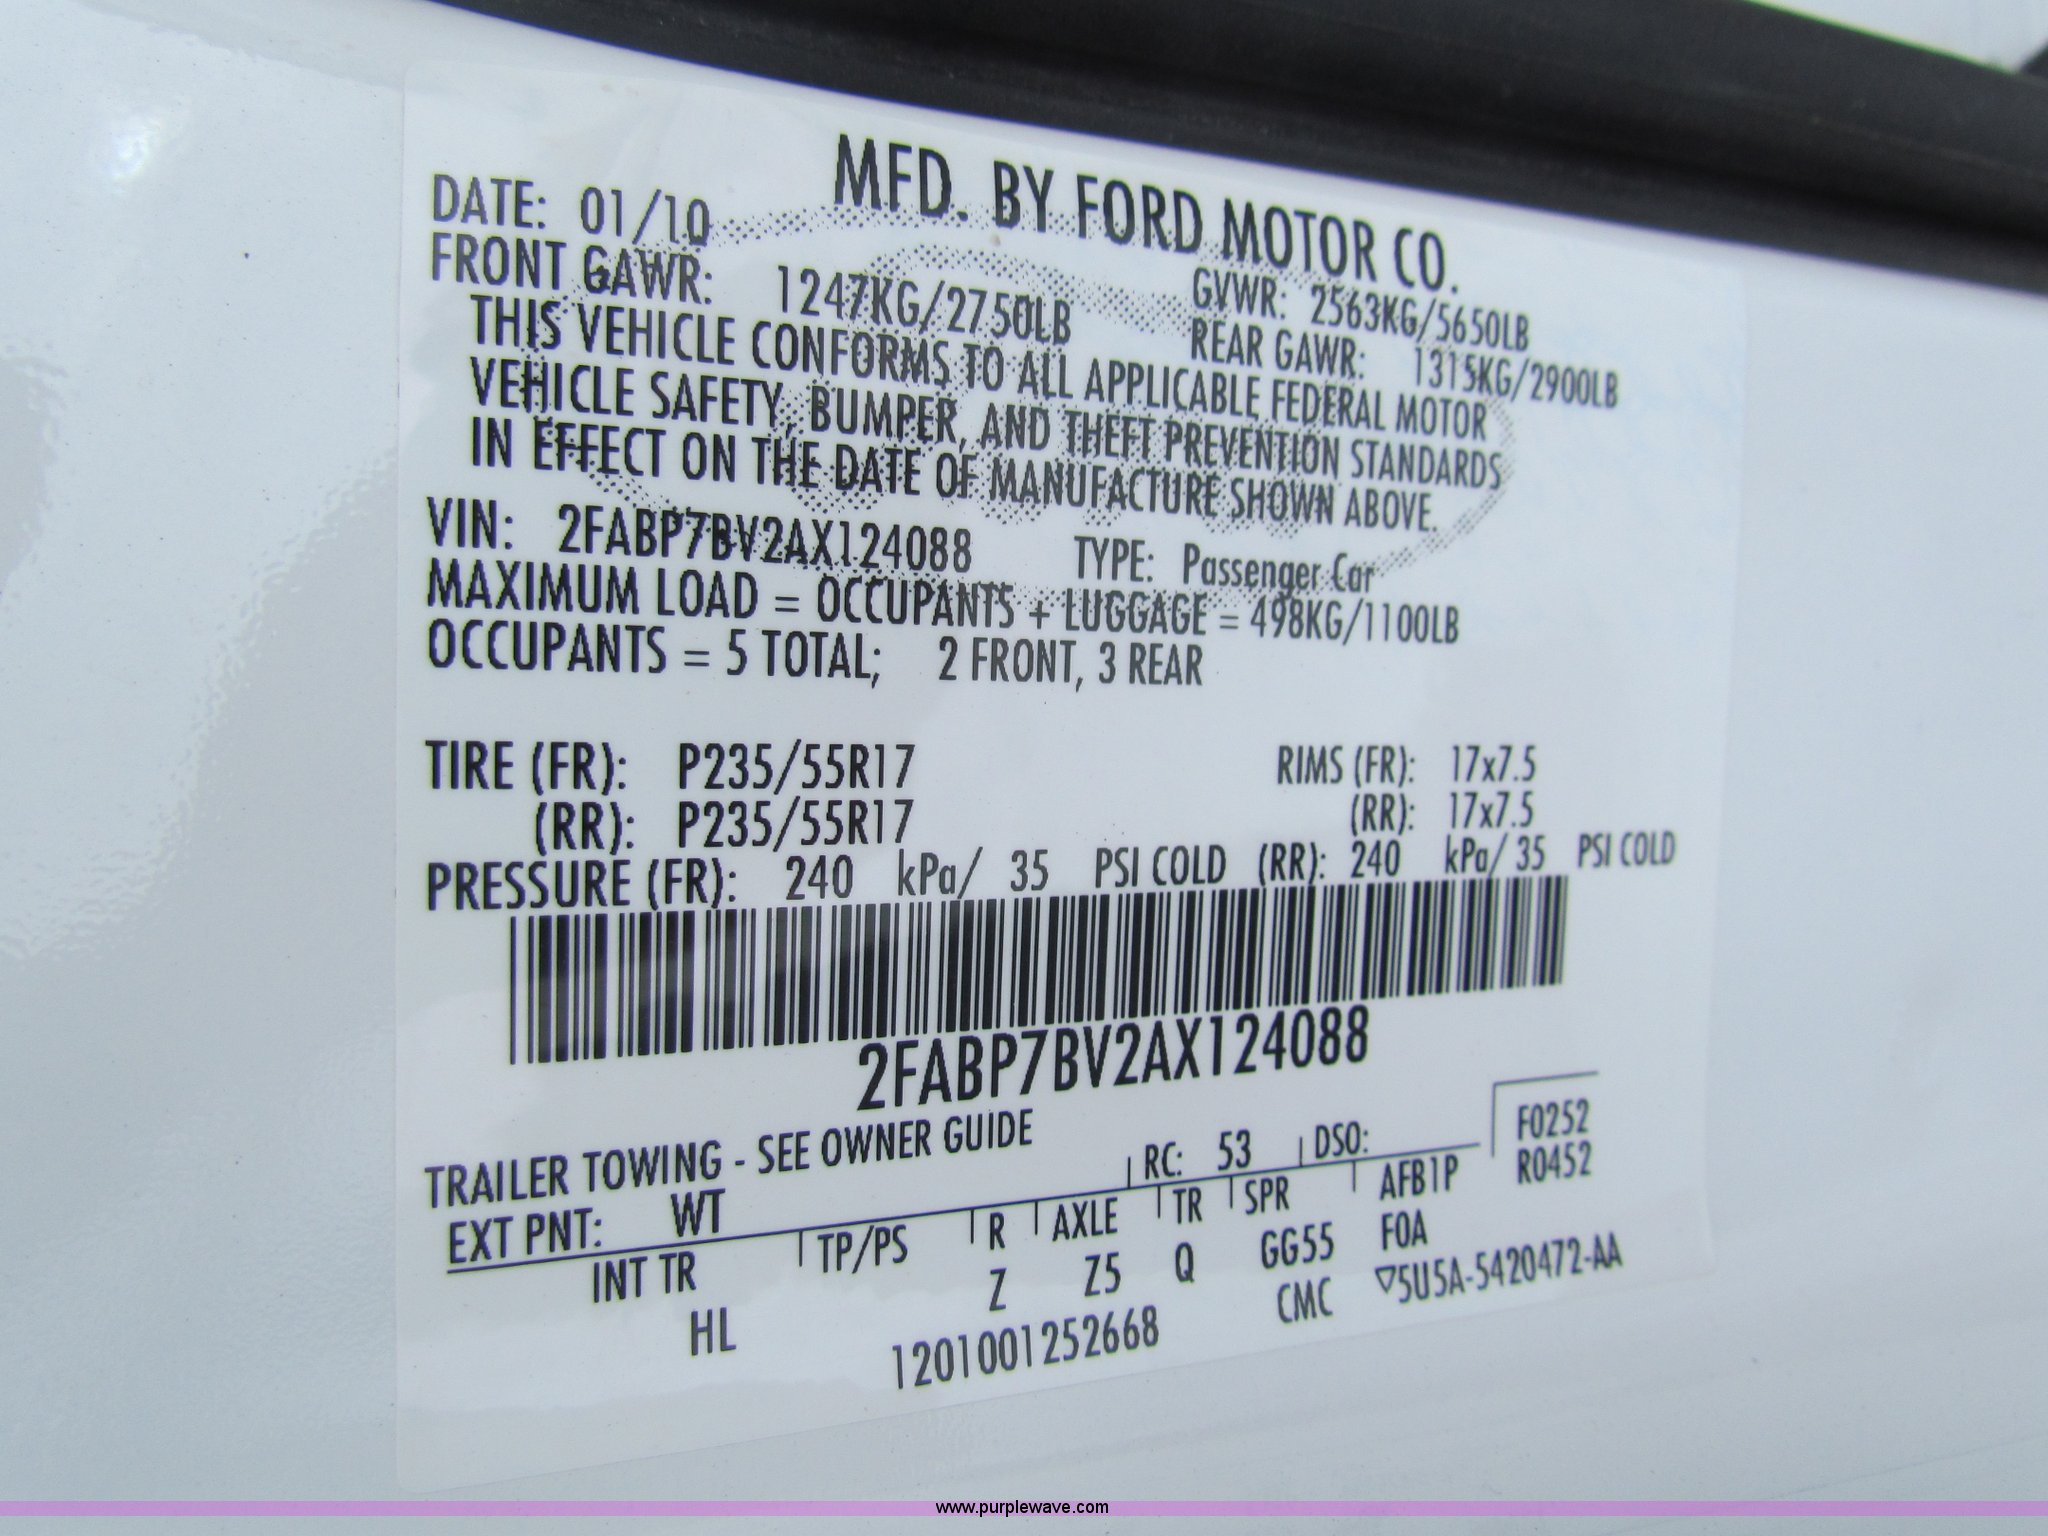 MFD. BY FORD MOTOR CO.
DATE: 01/10 GVWR: 2563KG/5650LB
FRONT GAWR: 1247KG/2750LB REAR GAWR: 1315KG/2900LB
THIS VEHICLE CONFORMS TO ALL APPLICABLE FEDERAL MOTOR
VEHICLE SAFETY, BUMPER, AND THEFT PREVENTION STANDARDS
IN EFFECT ON THE DATE OF MANUFACTURE SHOWN ABOVE.
VIN: 2FABP7BV2AX124088 TYPE: Passenger Car
MAXIMUM LOAD = OCCUPANTS + LUGGAGE = 498KG/1100LB
OCCUPANTS = 5 TOTAL; 2 FRONT, 3 REAR
TIRE (FR): P235/55R17 RIMS (FR): 17x7.5
(RR): P235/55R17 (RR): 17x7.5
PRESSURE (FR): 240 kPa/ 35 PSI COLD (RR): 240 kPa/ 35 PSI COLD
2FABP7BV2AX124088
TRAILER TOWING - SEE OWNER GUIDE
F0252
EXT PNT: WT RC: 53 DSO: R0452
INT TR TP/PS R AXLE TR SPR AFB1P
HL Z Z5 Q GG55 F0A
1201001252668 CMC ▽5U5A-5420472-AA
www.purplewave.com